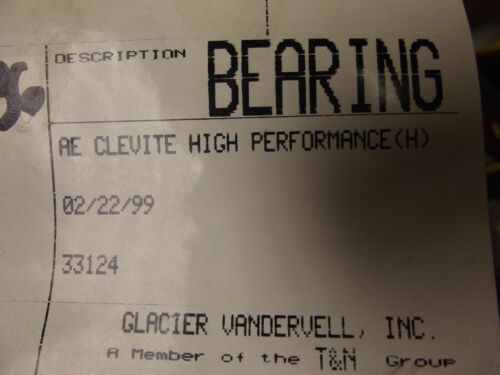 DESCRIPTION BEARING
AE CLEVITE HIGH PERFORMANCE(H)
02/22/99
33124
GLACIER VANDERVELL, INC.
A Member of the T&N Group